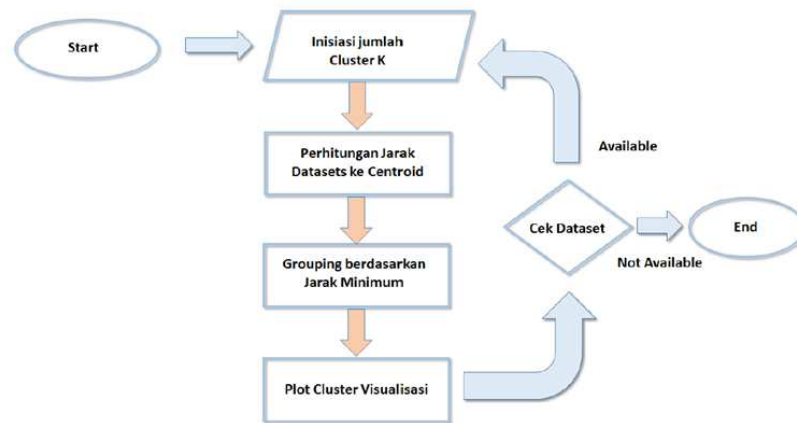 Start
Inisiasi jumlah
Cluster K
Perhitungan Jarak
Datasets ke Centroid
Grouping berdasarkan
Jarak Minimum
Plot Cluster Visualisasi
Available
Cek Dataset
Not Available
End